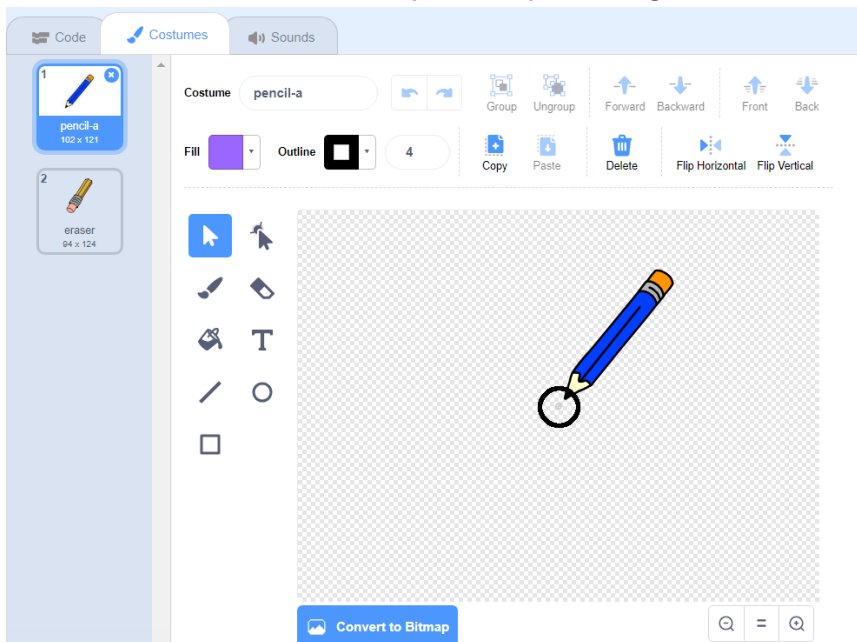 Code
Costumes
Sounds
1
pencil-a
102 x 121
2
eraser
94 x 124
Costume
pencil-a
Group
Ungroup
Forward
Backward
Front
Back
Fill
Outline
4
Copy
Paste
Delete
Flip Horizontal
Flip Vertical
T
Convert to Bitmap
=